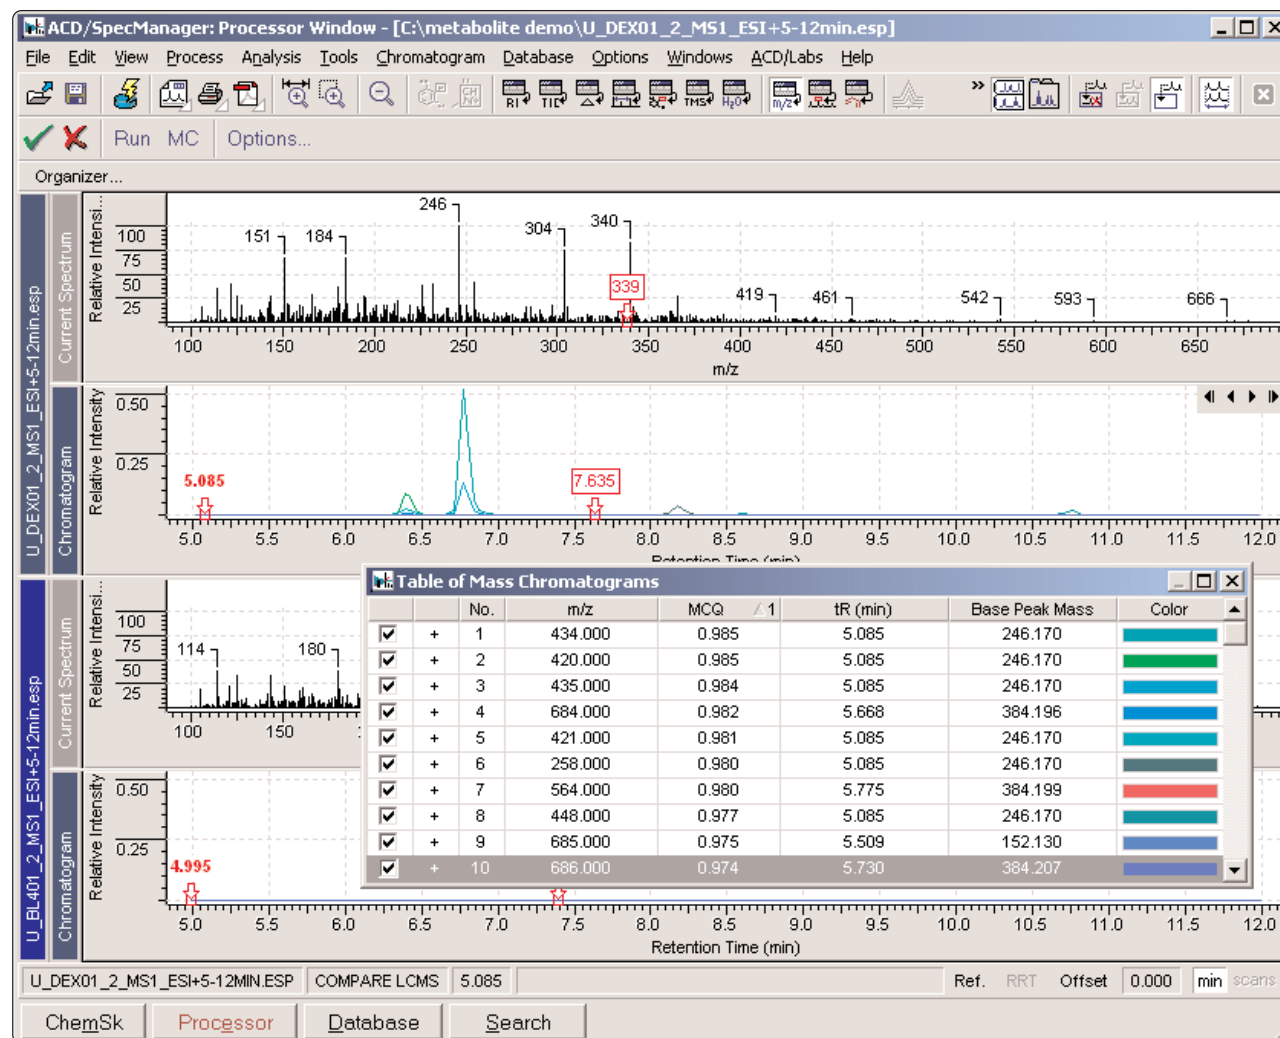 ACD/SpecManager: Processor Window - [C:\metabolite demo\U_DEX01_2_MS1_ESI+5-12min.esp]
File Edit View Process Analysis Tools Chromatogram Database Options Windows ACD/Labs Help
RI TIC TMS H2O m/z »
Run MC Options...
Organizer...
U_DEX01_2_MS1_ESI+5-12min.esp
Current Spectrum
Relative Intensi...
100
75
50
25
151 184 246 304 340 339 419 461 542 593 666
100 150 200 250 300 350 400 450 500 550 600 650
m/z
Chromatogram
Relative Intensity
0.50
0.25
5.085 7.635
5.0 5.5 6.0 6.5 7.0 7.5 8.0 8.5 9.0 9.5 10.0 10.5 11.0 11.5 12.0
Retention Time (min)
U_BL401_2_MS1_ESI+5-12min.esp
Current Spectrum
Relative Intensi...
100
75
50
25
114 180
100 150
Table of Mass Chromatograms
No. m/z MCQ 1 tR (min) Base Peak Mass Color
+ 1 434.000 0.985 5.085 246.170
+ 2 420.000 0.985 5.085 246.170
+ 3 435.000 0.984 5.085 246.170
+ 4 684.000 0.982 5.668 384.196
+ 5 421.000 0.981 5.085 246.170
+ 6 258.000 0.980 5.085 246.170
+ 7 564.000 0.980 5.775 384.199
+ 8 448.000 0.977 5.085 246.170
+ 9 685.000 0.975 5.509 152.130
+ 10 686.000 0.974 5.730 384.207
Chromatogram
Relative Intensity
0.50
0.25
4.995
5.0 5.5 6.0 6.5 7.0 7.5 8.0 8.5 9.0 9.5 10.0 10.5 11.0 11.5 12.0
Retention Time (min)
U_DEX01_2_MS1_ESI+5-12MIN.ESP COMPARE LCMS 5.085 Ref. RRT Offset 0.000 min scans
ChemSk Processor Database Search